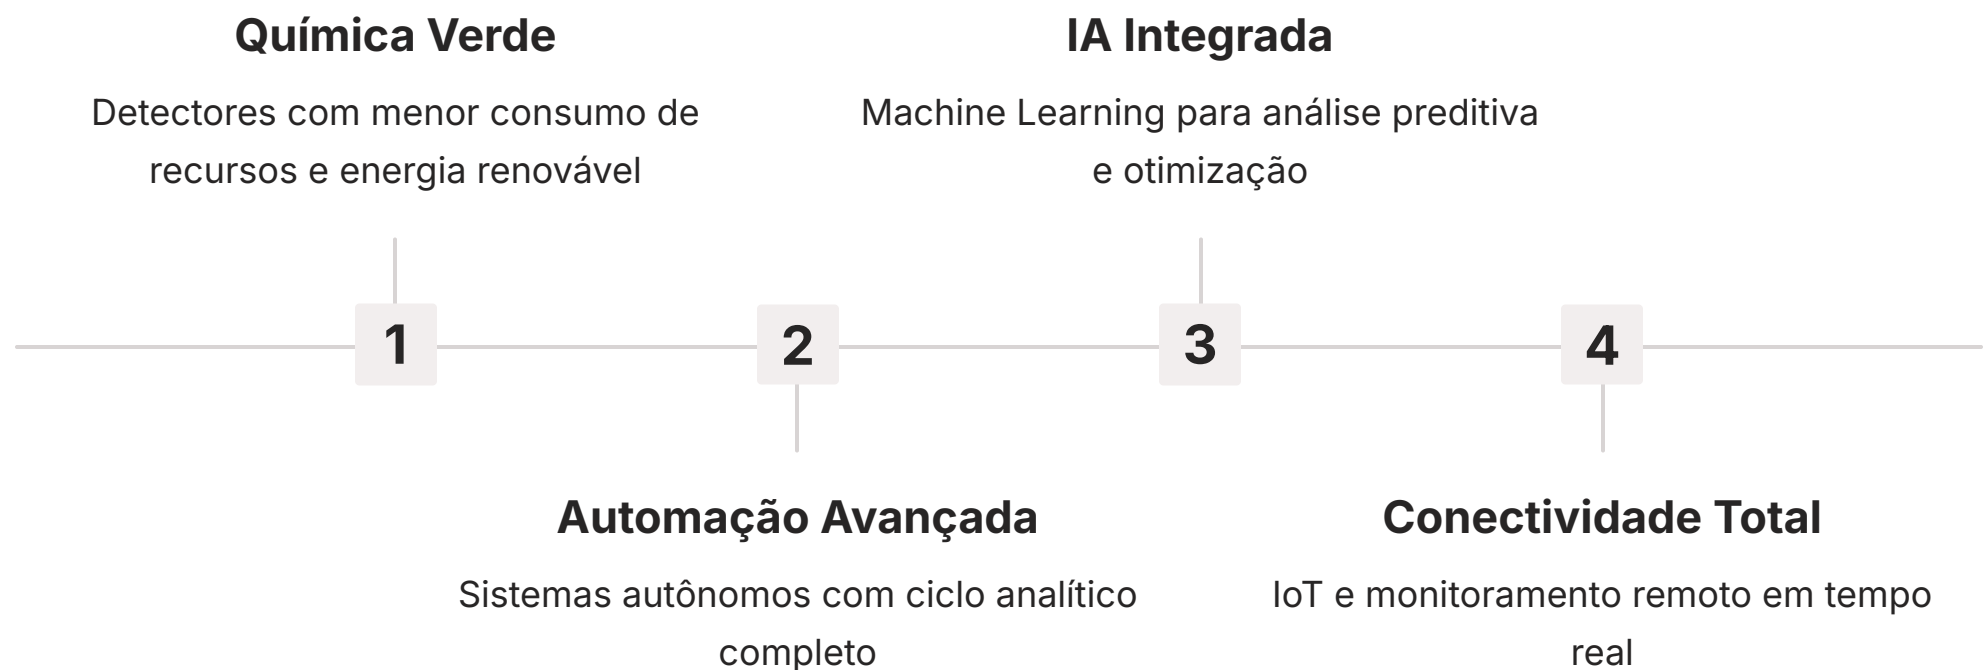 Química Verde
Detectores com menor consumo de
recursos e energia renovável
1
Automação Avançada
Sistemas autônomos com ciclo analítico
completo
2
IA Integrada
Machine Learning para análise preditiva
e otimização
3
Conectividade Total
IoT e monitoramento remoto em tempo
real
4